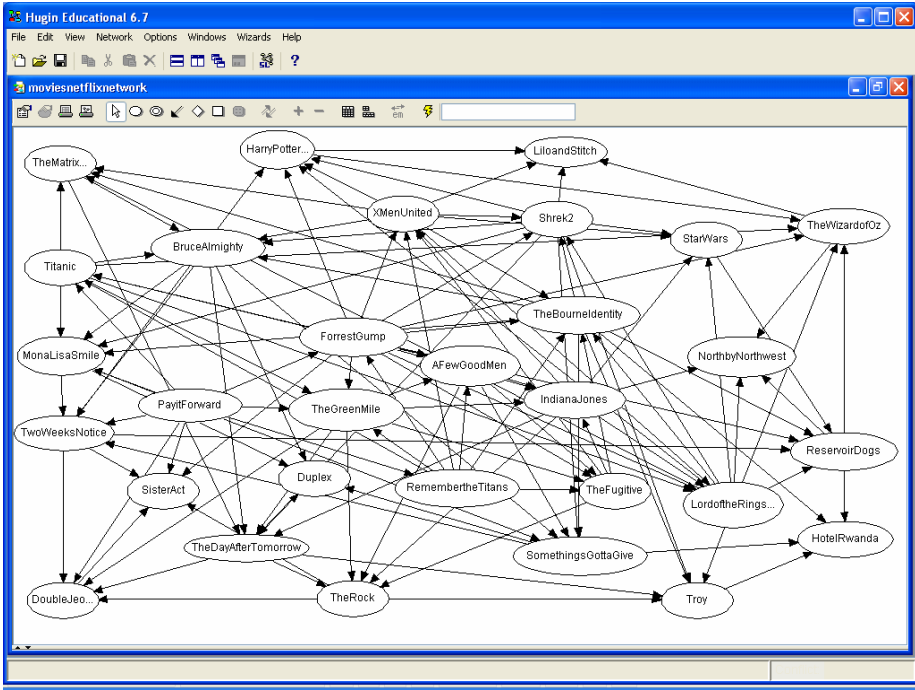 Hugin Educational 6.7
File Edit View Network Options Windows Wizards Help
SL ?
moviesnetflixnetwork
em
HarryPotter...
LiloandStitch
TheMatrix...
XMenUnited
Shrek2
TheWizardofOz
StarWars
BruceAlmighty
Titanic
TheBourneIdentity
ForrestGump
MonaLisaSmile
NorthbyNorthwest
AFewGoodMen
PayitForward
TheGreenMile
IndianaJones
TwoWeeksNotice
ReservoirDogs
Duplex
SisterAct
RemembertheTitans
TheFugitive
LordoftheRings...
HotelRwanda
TheDayAfterTomorrow
SomethingsGottaGive
DoubleJeo...
TheRock
Troy